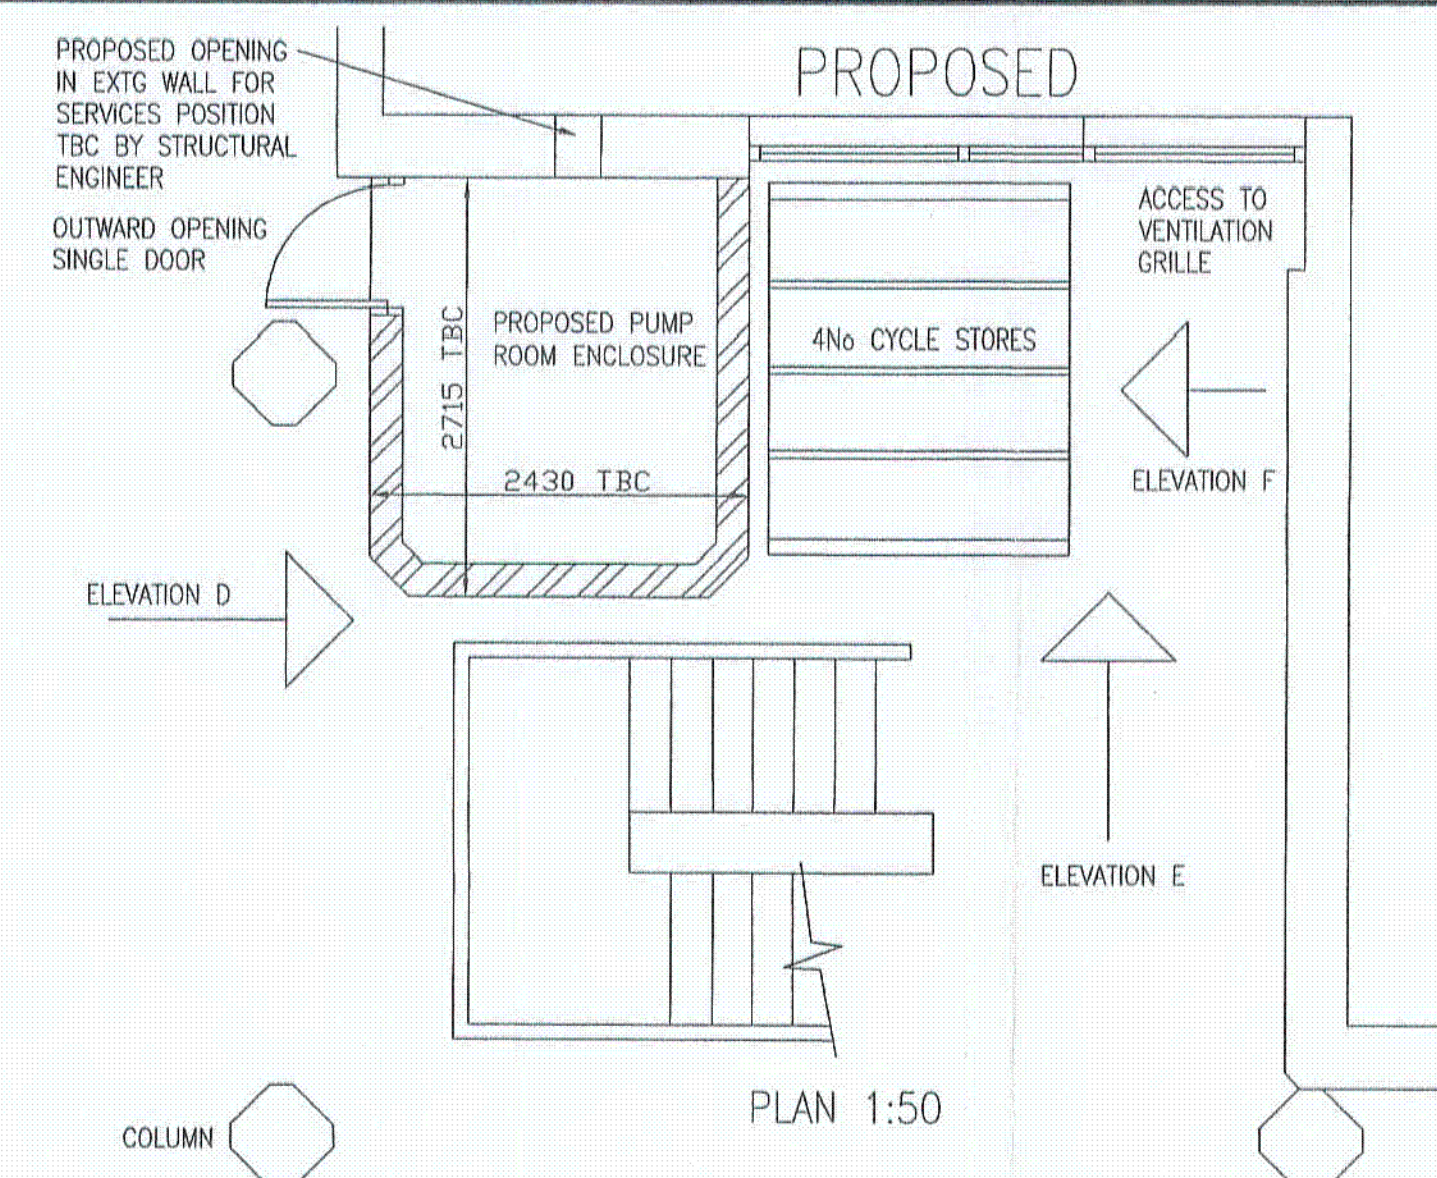 PROPOSED
PROPOSED OPENING
IN EXTG WALL FOR
SERVICES POSITION
TBC BY STRUCTURAL
ENGINEER
OUTWARD OPENING
SINGLE DOOR
ACCESS TO
VENTILATION
GRILLE
2715 TBC
PROPOSED PUMP
ROOM ENCLOSURE
4No CYCLE STORES
2430 TBC
ELEVATION F
ELEVATION D
ELEVATION E
PLAN 1:50
COLUMN